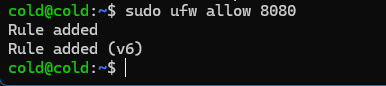 cold@cold:~$ sudo ufw allow 8080
Rule added
Rule added (v6)
cold@cold:~$